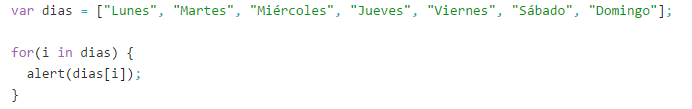 var dias = ["Lunes", "Martes", "Miércoles", "Jueves", "Viernes", "Sábado", "Domingo"];
for(i in dias) {
  alert(dias[i]);
}